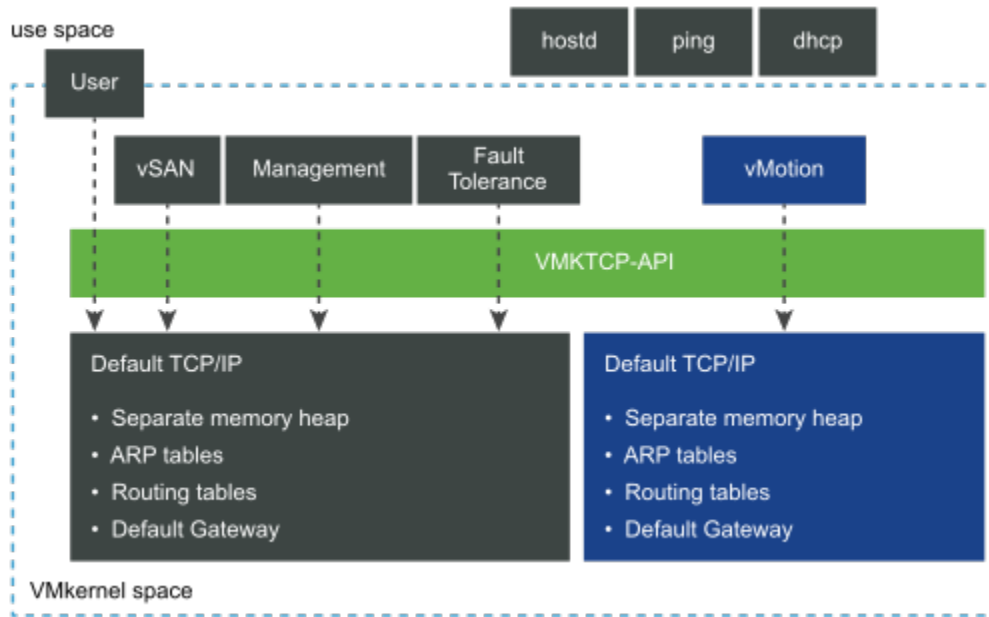 use space
hostd
ping
dhcp
User
vSAN
Management
Fault
Tolerance
vMotion
VMKTCP-API
Default TCP/IP
• Separate memory heap
• ARP tables
• Routing tables
• Default Gateway
Default TCP/IP
• Separate memory heap
• ARP tables
• Routing tables
• Default Gateway
VMkernel space